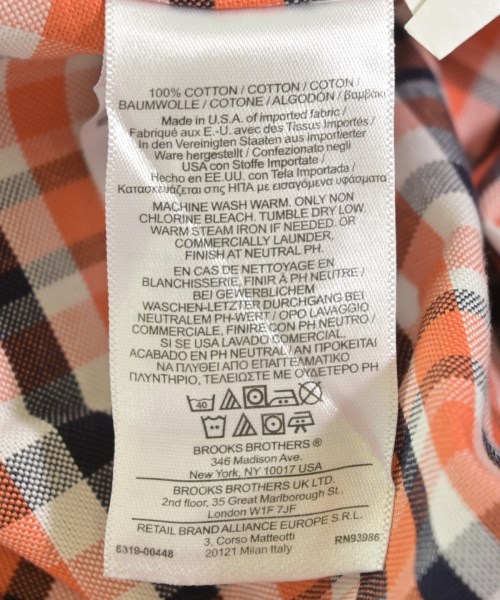 100% COTTON / COTTON / COTON /
BAUMWOLLE / COTONE / ALGODÓN / βαμβάκι
Made in U.S.A. of imported fabric /
Fabriqué aux E.-U. avec des Tissus Importés /
In den Vereinigten Staaten aus importierter
Ware hergestellt / Confezionato negli
USA con Stoffe Importate /
Hecho en EE.UU. con Tela Importada /
Κατασκευάζεται στις ΗΠΑ με εισαγόμενα υφάσματα
MACHINE WASH WARM. ONLY NON
CHLORINE BLEACH. TUMBLE DRY LOW.
WARM STEAM IRON IF NEEDED. OR
COMMERCIALLY LAUNDER,
FINISH AT NEUTRAL PH.
EN CAS DE NETTOYAGE EN
BLANCHISSERIE, FINIR À PH NEUTRE /
BEI GEWERBLICHEM
WASCHEN-LETZTER DURCHGANG BEI
NEUTRALEM PH-WERT / OPO LAVAGGIO
COMMERCIALE, FINIRE CON PH NEUTRO /
SI SE USA LAVADO COMERCIAL,
ACABADO EN PH NEUTRAL / ΑΝ ΠΡΟΚΕΙΤΑΙ
ΓΙΑ ΕΠΑΓΓΕΛΜΑΤΙΚΟ
ΠΛΥΝΤΗΡΙΟ, ΤΕΛΕΙΩΜΑ ΜΕ ΟΥΔΕΤΕΡΟ PH
40
BROOKS BROTHERS ®
346 Madison Ave.
New York, NY 10017 USA
BROOKS BROTHERS UK LTD.
2nd floor, 35 Great Marlborough St.
London W1F 7JF
RETAIL BRAND ALLIANCE EUROPE S.R.L.
3, Corso Matteotti RN93986
6319-00448 20121 Milan Italy